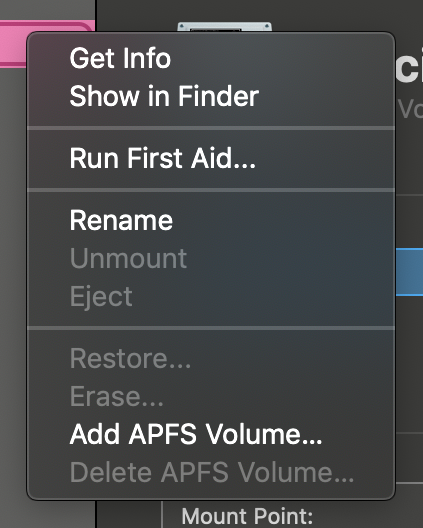 Get Info
Show in Finder
Run First Aid...
Rename
Unmount
Eject
Restore...
Erase...
Add APFS Volume...
Delete APFS Volume...
Mount Point: